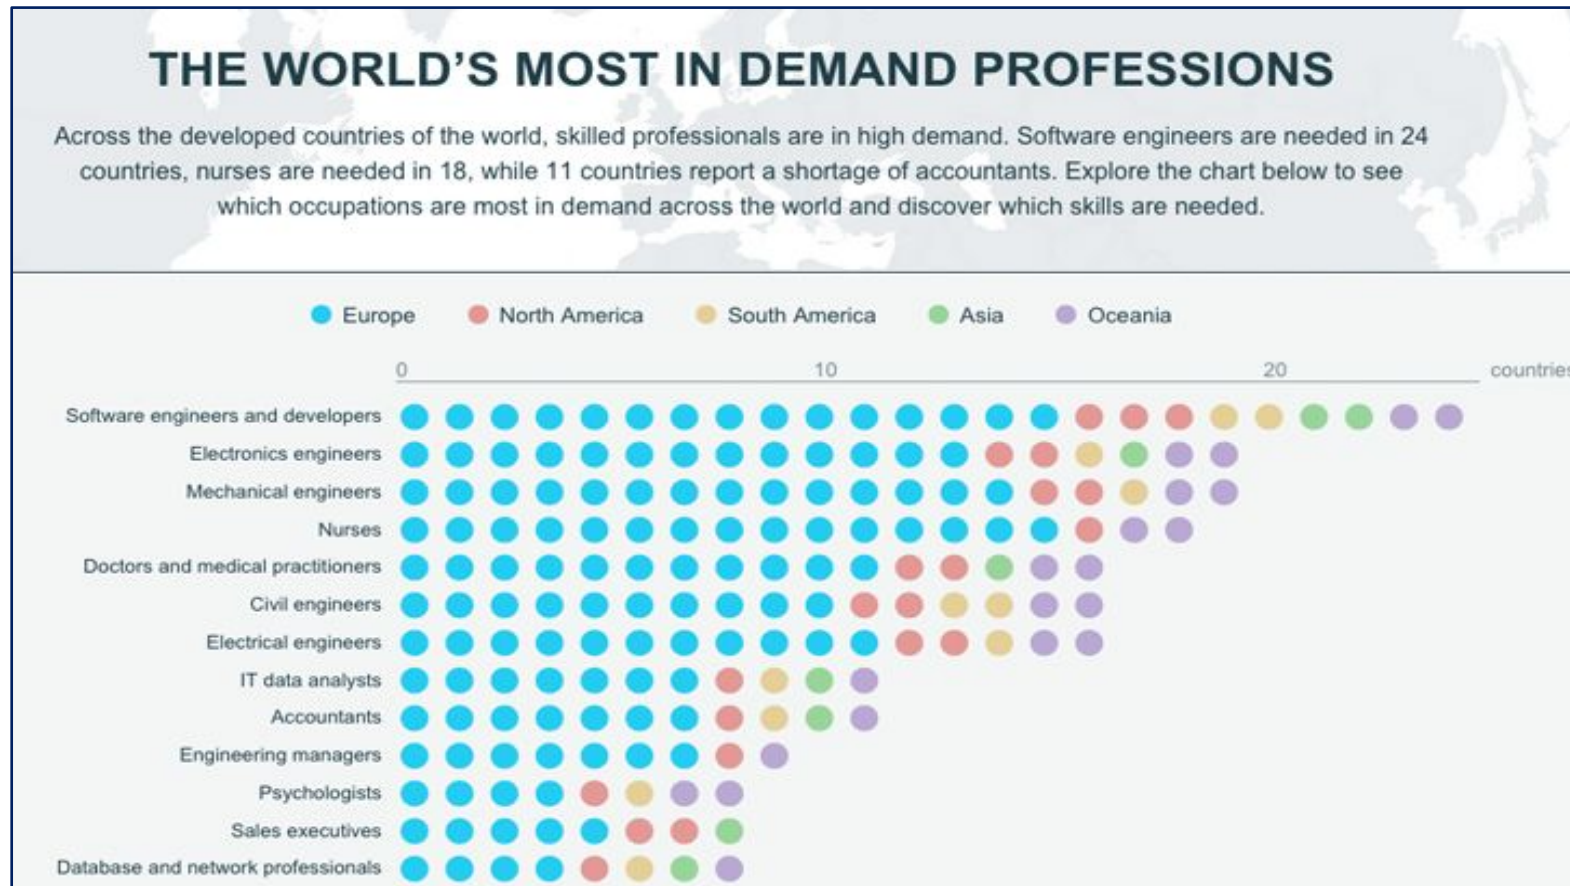 THE WORLD'S MOST IN DEMAND PROFESSIONS
Across the developed countries of the world, skilled professionals are in high demand. Software engineers are needed in 24
countries, nurses are needed in 18, while 11 countries report a shortage of accountants. Explore the chart below to see
which occupations are most in demand across the world and discover which skills are needed.
Europe North America South America Asia Oceania
0 10 20 countries
Software engineers and developers
Electronics engineers
Mechanical engineers
Nurses
Doctors and medical practitioners
Civil engineers
Electrical engineers
IT data analysts
Accountants
Engineering managers
Psychologists
Sales executives
Database and network professionals